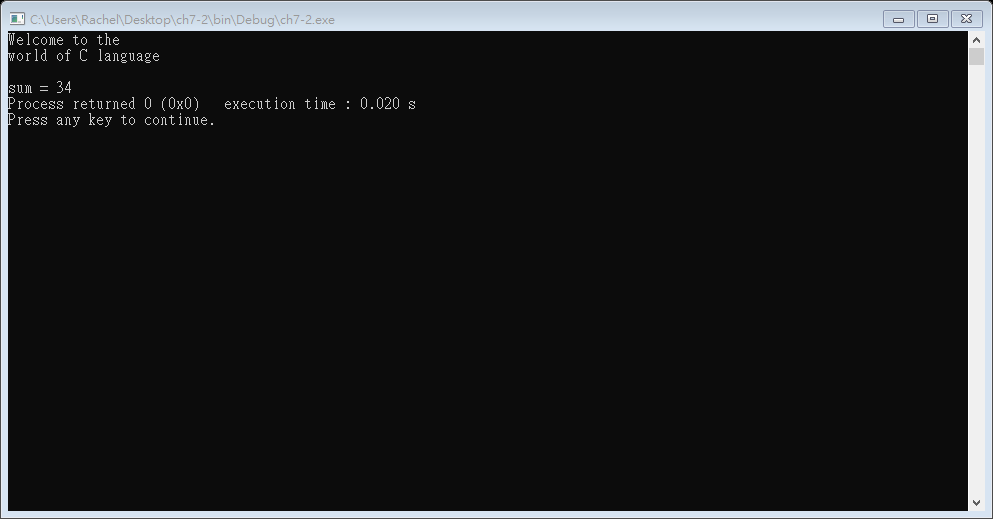 C:\Users\Rachel\Desktop\ch7-2\bin\Debug\ch7-2.exe
Welcome to the
world of C language

sum = 34
Process returned 0 (0x0)   execution time : 0.020 s
Press any key to continue.